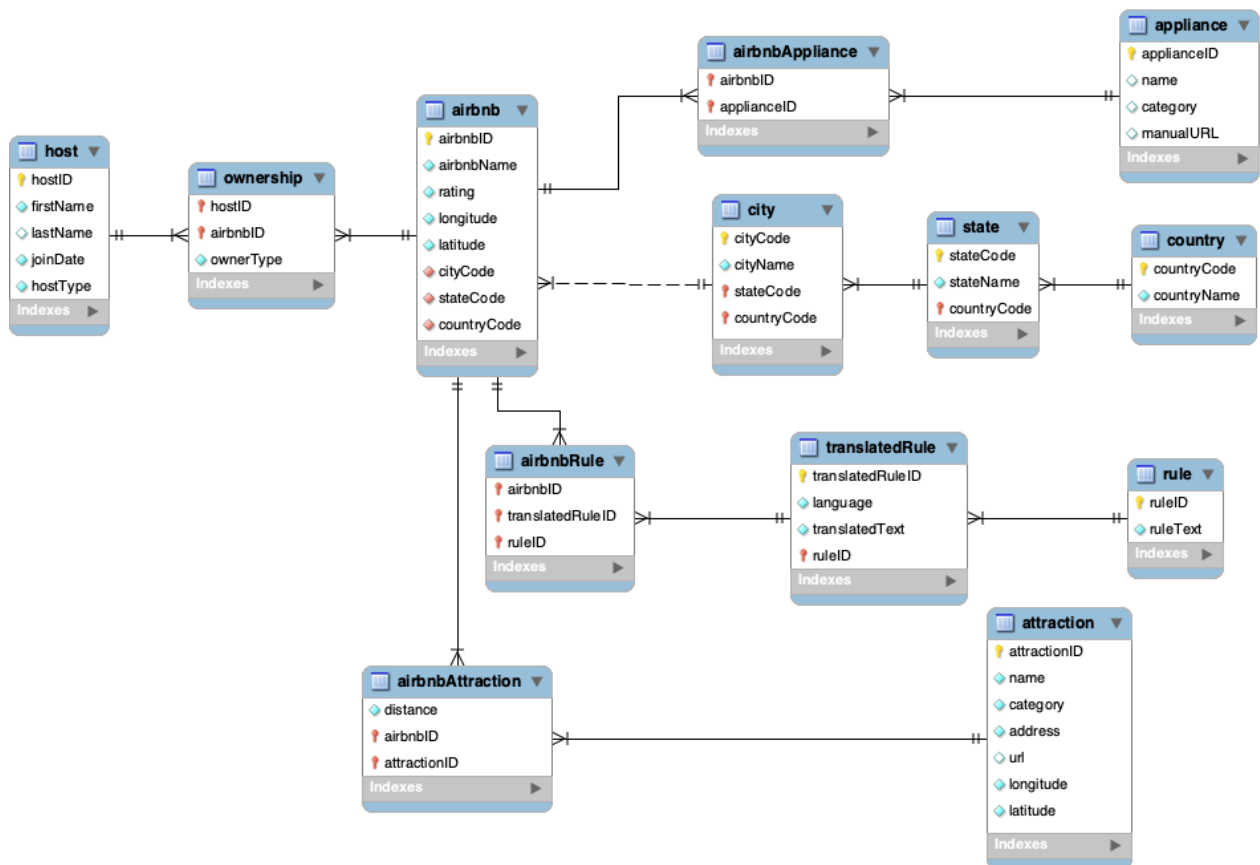 host
hostID
firstName
lastName
joinDate
hostType
Indexes
ownership
hostID
airbnbID
ownerType
Indexes
airbnb
airbnbID
airbnbName
rating
longitude
latitude
cityCode
stateCode
countryCode
Indexes
airbnbAppliance
airbnbID
applianceID
Indexes
appliance
applianceID
name
category
manualURL
Indexes
city
cityCode
cityName
stateCode
countryCode
Indexes
state
stateCode
stateName
countryCode
Indexes
country
countryCode
countryName
Indexes
airbnbRule
airbnbID
translatedRuleID
ruleID
Indexes
translatedRule
translatedRuleID
language
translatedText
ruleID
Indexes
rule
ruleID
ruleText
Indexes
airbnbAttraction
distance
airbnbID
attractionID
Indexes
attraction
attractionID
name
category
address
url
longitude
latitude
Indexes